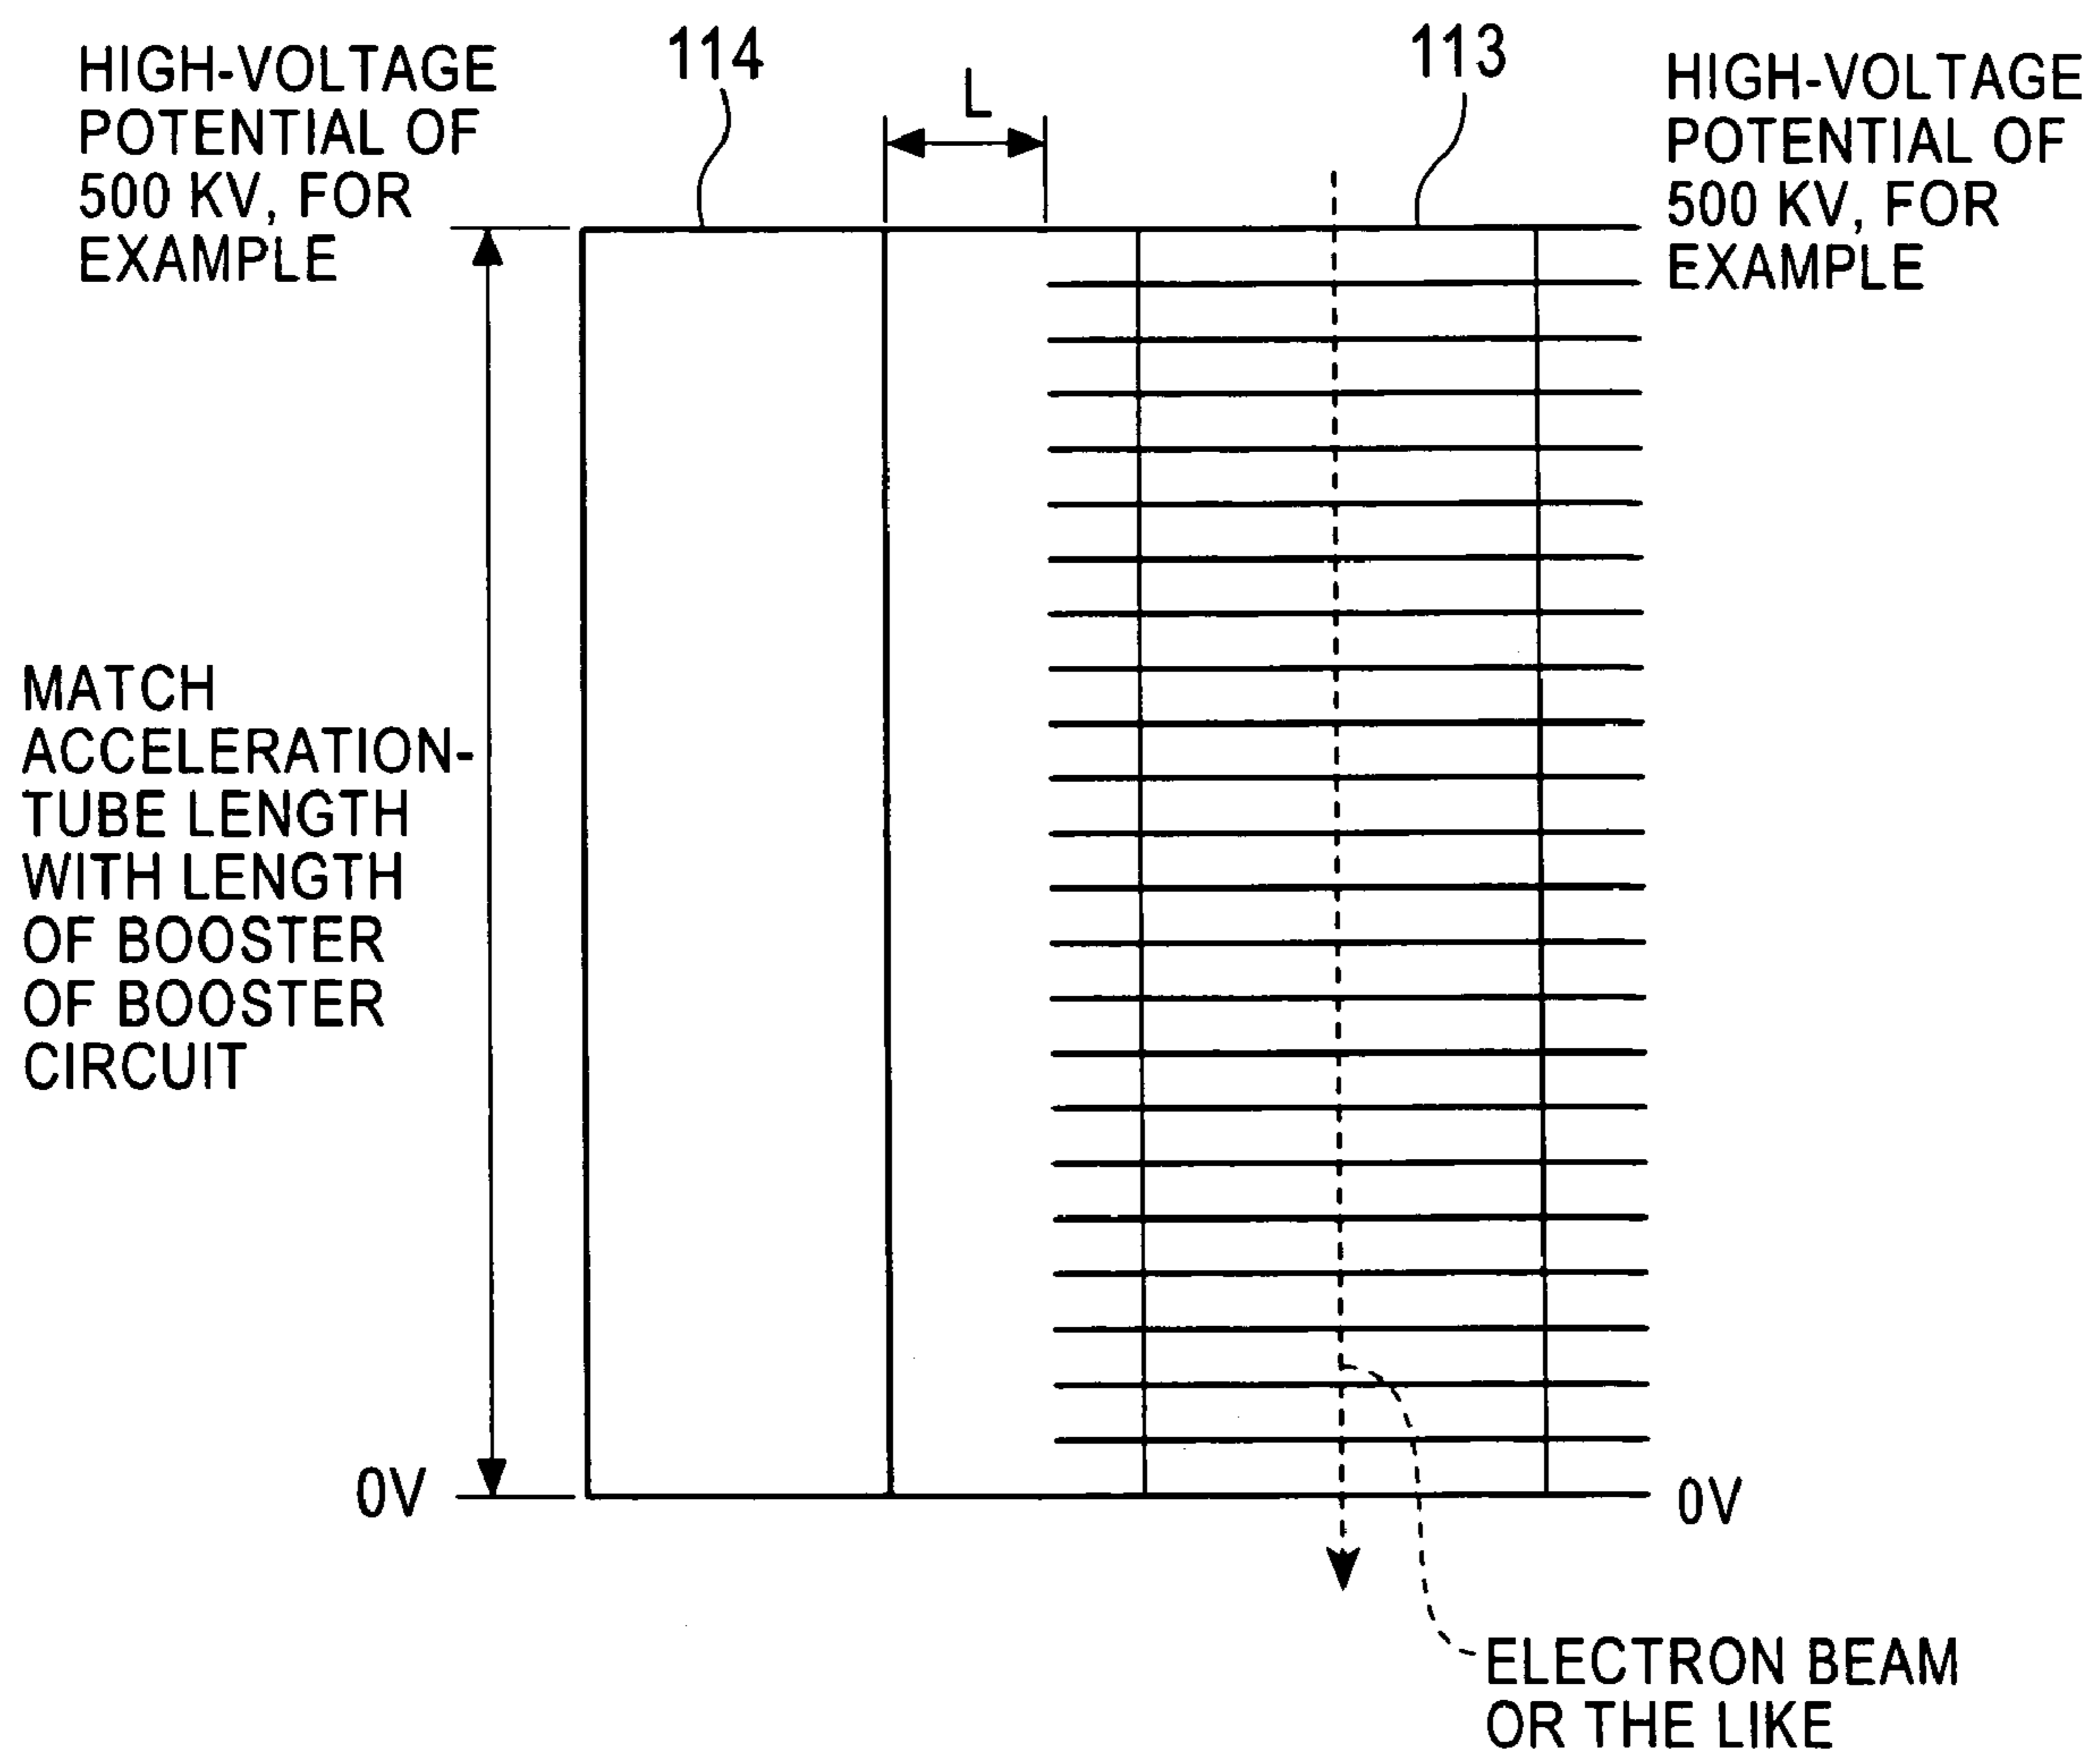 HIGH-VOLTAGE
POTENTIAL OF
500 KV, FOR
EXAMPLE
114
L
113
HIGH-VOLTAGE
POTENTIAL OF
500 KV, FOR
EXAMPLE
MATCH
ACCELERATION-
TUBE LENGTH
WITH LENGTH
OF BOOSTER
OF BOOSTER
CIRCUIT
0V
0V
ELECTRON BEAM
OR THE LIKE